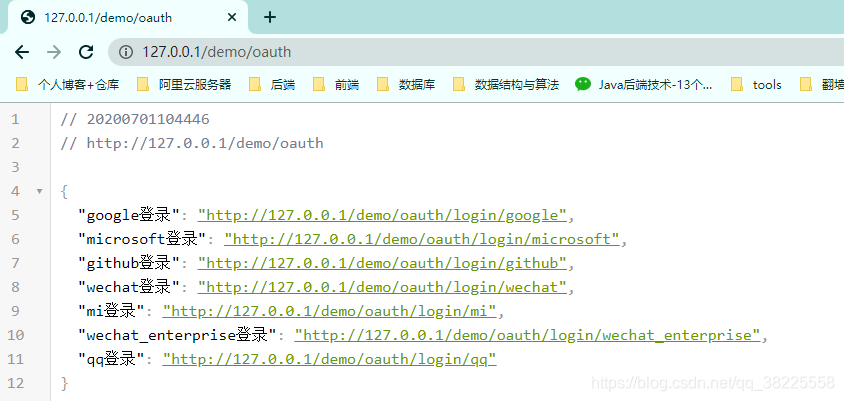 127.0.0.1/demo/oauth
127.0.0.1/demo/oauth
个人博客+仓库 阿里云服务器 后端 前端 数据库 数据结构与算法 Java后端技术-13个... tools 翻墙
1 // 20200701104446
2 // http://127.0.0.1/demo/oauth
3
4 {
5 "google登录": "http://127.0.0.1/demo/oauth/login/google",
6 "microsoft登录": "http://127.0.0.1/demo/oauth/login/microsoft",
7 "github登录": "http://127.0.0.1/demo/oauth/login/github",
8 "wechat登录": "http://127.0.0.1/demo/oauth/login/wechat",
9 "mi登录": "http://127.0.0.1/demo/oauth/login/mi",
10 "wechat_enterprise登录": "http://127.0.0.1/demo/oauth/login/wechat_enterprise",
11 "qq登录": "http://127.0.0.1/demo/oauth/login/qq"
12 }
https://blog.csdn.net/qq_38225558